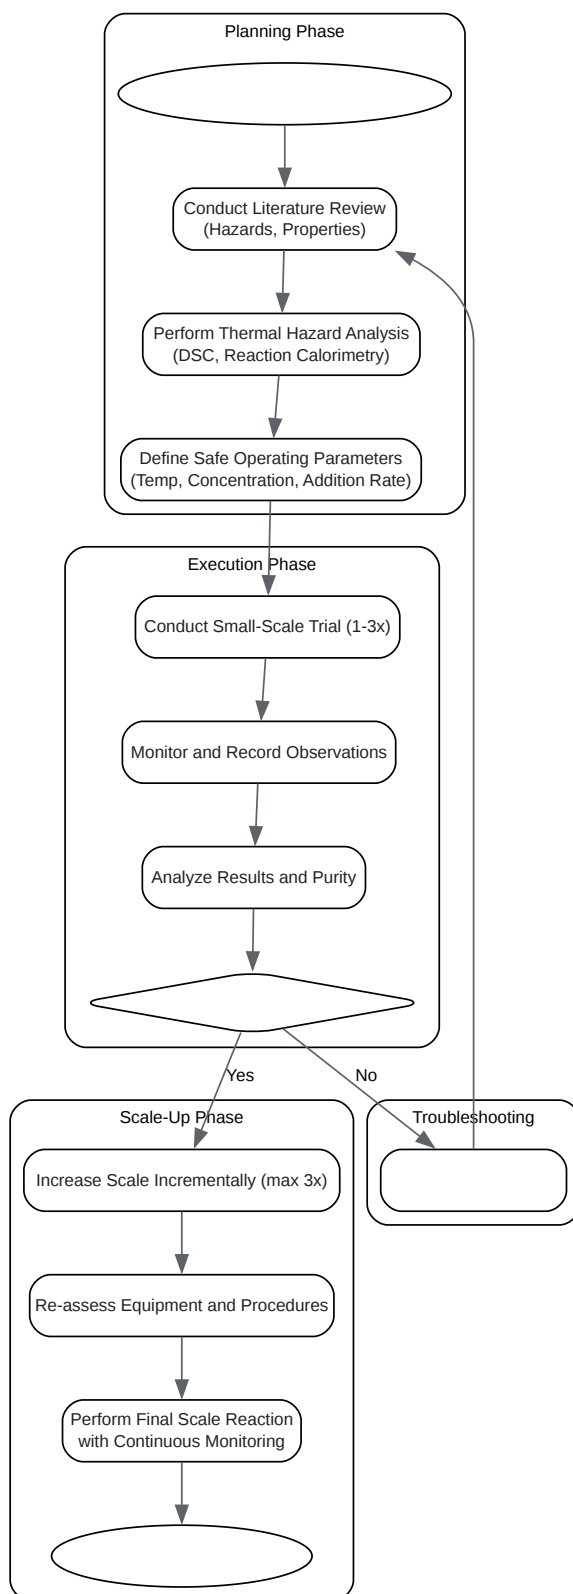 Planning Phase
Conduct Literature Review
(Hazards, Properties)
Perform Thermal Hazard Analysis
(DSC, Reaction Calorimetry)
Define Safe Operating Parameters
(Temp, Concentration, Addition Rate)
Execution Phase
Conduct Small-Scale Trial (1-3x)
Monitor and Record Observations
Analyze Results and Purity
Yes
No
Scale-Up Phase
Troubleshooting
Increase Scale Incrementally (max 3x)
Re-assess Equipment and Procedures
Perform Final Scale Reaction
with Continuous Monitoring